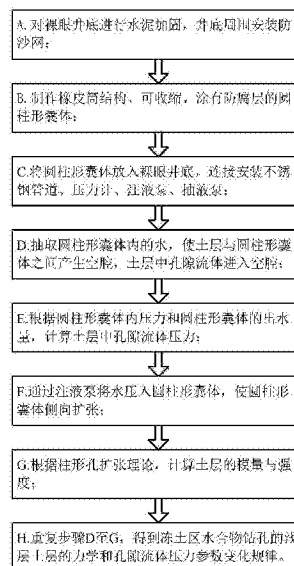 A. 对裸眼井底进行水泥加固，井底周围安装防
沙网；
B. 制作橡皮筒结构、可收缩，涂有防腐层的圆
柱形囊体；
C.将圆柱形囊体放入裸眼井底，连接安装不锈
钢管道、压力计、注液泵、抽液泵；
D.抽取圆柱形囊体内的水，使土层与圆柱形囊
体之间产生空腔，土层中孔隙流体进入空腔；
E.根据圆柱形囊体内压力和圆柱形囊体的出水
量，计算土层中孔隙流体压力；
F.通过注液泵将水压入圆柱形囊体，使圆柱形
囊体侧向扩张；
G.根据柱形孔扩张理论，计算土层的模量与强
度；
H.重复步骤D至G，得到冻土区水合物钻孔的浅
层土层的力学和孔隙流体压力参数变化规律。